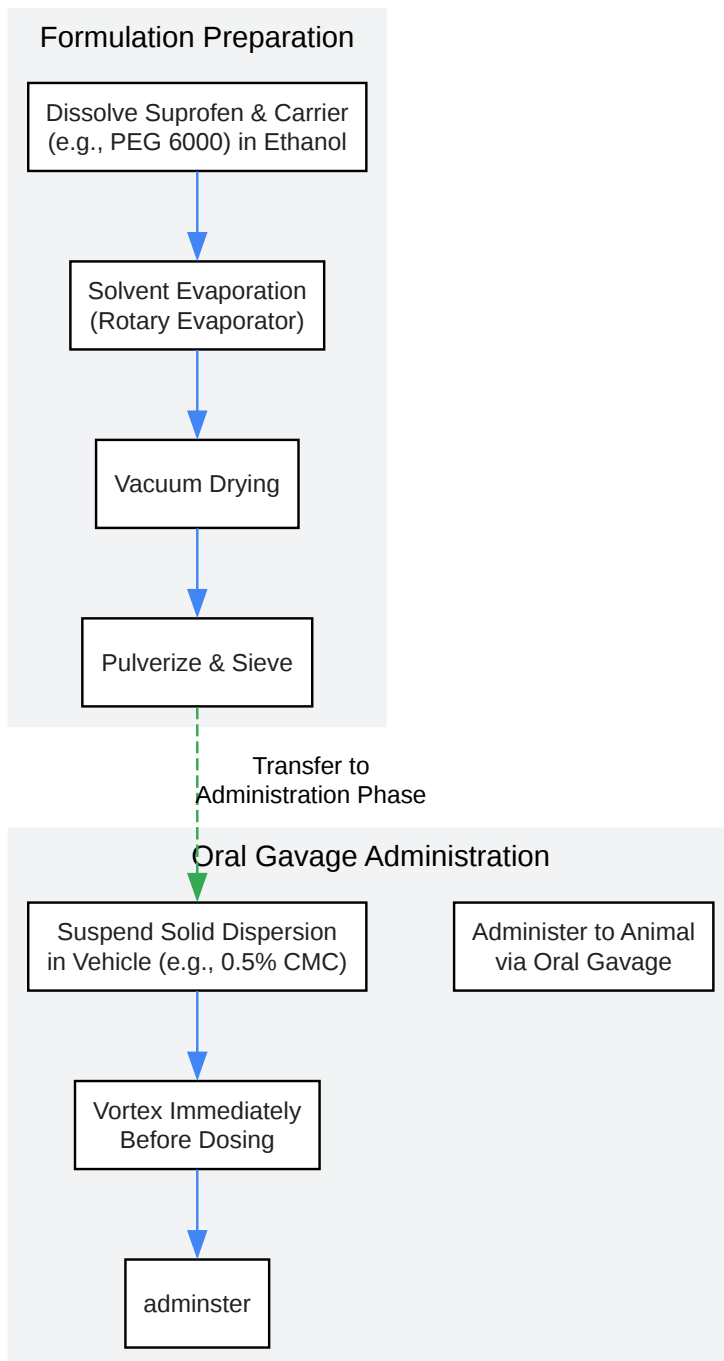 Formulation Preparation
Dissolve Suprofen & Carrier
(e.g., PEG 6000) in Ethanol
Solvent Evaporation
(Rotary Evaporator)
Vacuum Drying
Pulverize & Sieve
Transfer to
Administration Phase
Oral Gavage Administration
Suspend Solid Dispersion
in Vehicle (e.g., 0.5% CMC)
Administer to Animal
via Oral Gavage
Vortex Immediately
Before Dosing
adminster